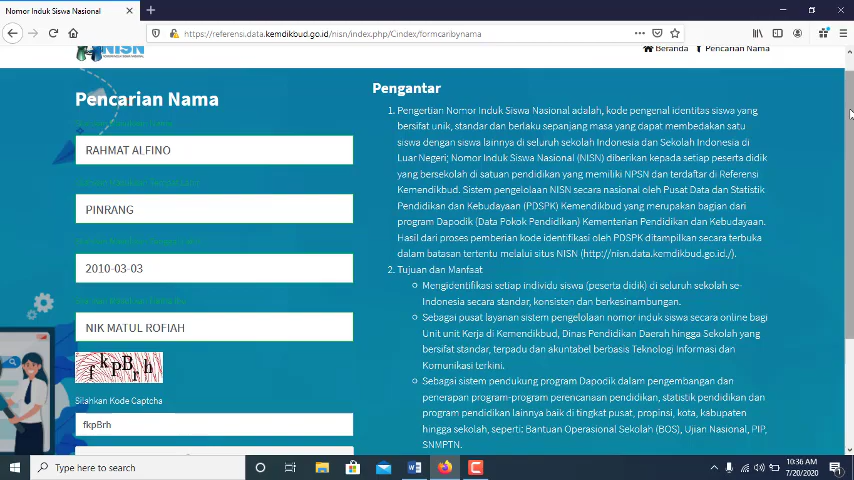 Nomor Induk Siswa Nasional
https://referensi.data.kemdikbud.go.id/nisn/index.php/Cindex/formcaribyname
NISN
Beranda
Pencarian Nama
Pencarian Nama
RAHMAT ALFINO
PINRANG
2010-03-03
NIK MATUL ROFIAH
fkpBrh
Silahkan Kode Captcha
fkpBrh
Pengantar
1. Pengertian Nomor Induk Siswa Nasional adalah, kode pengenal identitas siswa yang
bersifat unik, standar dan berlaku sepanjang masa yang dapat membedakan satu
siswa dengan siswa lainnya di seluruh sekolah Indonesia dan Sekolah Indonesia di
Luar Negeri; Nomor Induk Siswa Nasional (NISN) diberikan kepada setiap peserta didik
yang bersekolah di satuan pendidikan yang memiliki NPSN dan terdaftar di Referensi
Kemendikbud. Sistem pengelolaan NISN secara nasional oleh Pusat Data dan Statistik
Pendidikan dan Kebudayaan (PDSPK) Kemendikbud yang merupakan bagian dari
program Dapodik (Data Pokok Pendidikan) Kementerian Pendidikan dan Kebudayaan.
Hasil dari proses pemberian kode identifikasi oleh PDSPK ditampilkan secara terbuka
dalam batasan tertentu melalui situs NISN (http://nisn.data.kemdikbud.go.id./).
2. Tujuan dan Manfaat
Mengidentifikasi setiap individu siswa (peserta didik) di seluruh sekolah se-
Indonesia secara standar, konsisten dan berkesinambungan.
Sebagai pusat layanan sistem pengelolaan nomor induk siswa secara online bagi
Unit unit Kerja di Kemendikbud, Dinas Pendidikan Daerah hingga Sekolah yang
bersifat standar, terpadu dan akuntabel berbasis Teknologi Informasi dan
Komunikasi terkini.
Sebagai sistem pendukung program Dapodik dalam pengembangan dan
penerapan program-program perencanaan pendidikan, statistik pendidikan dan
program pendidikan lainnya baik di tingkat pusat, propinsi, kota, kabupaten
hingga sekolah, seperti: Bantuan Operasional Sekolah (BOS), Ujian Nasional, PIP,
SNMPTN.
Type here to search
10:36 AM
7/20/2020